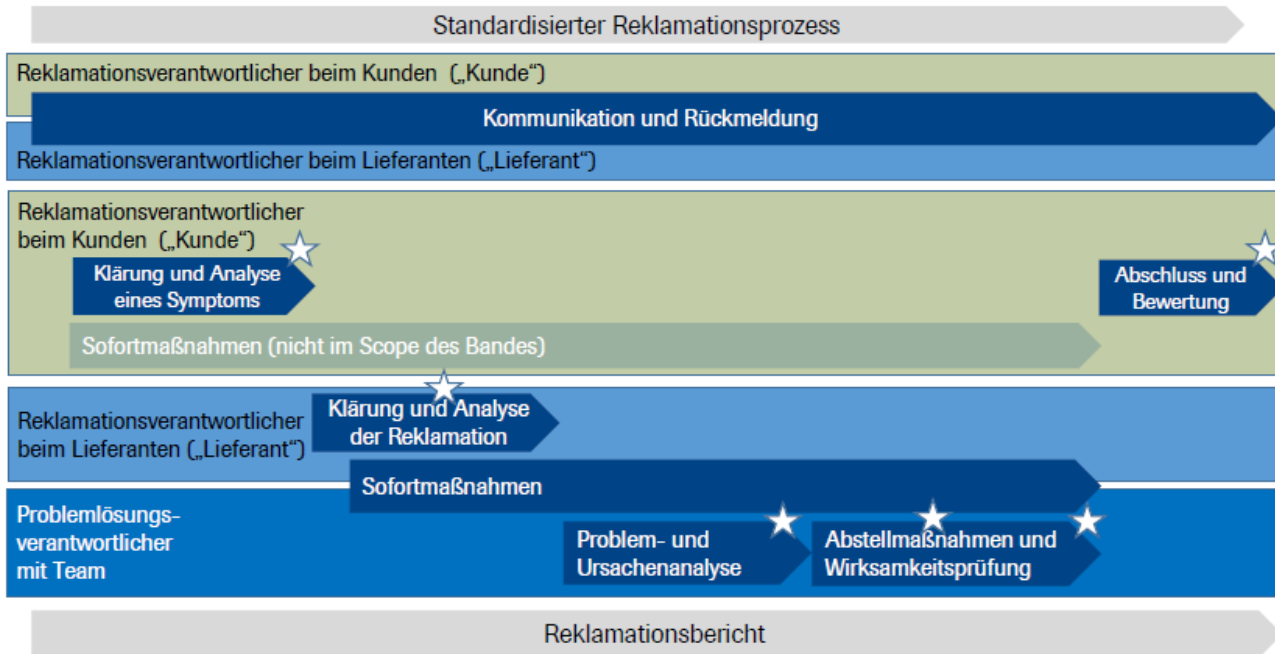 Standardisierter Reklamationsprozess
Reklamationsverantwortlicher beim Kunden („Kunde“)
Kommunikation und Rückmeldung
Reklamationsverantwortlicher beim Lieferanten („Lieferant“)
Reklamationsverantwortlicher
beim Kunden („Kunde“)
Klärung und Analyse
eines Symptoms
Abschluss und
Bewertung
Sofortmaßnahmen (nicht im Scope des Bandes)
Reklamationsverantwortlicher
beim Lieferanten („Lieferant“)
Klärung und Analyse
der Reklamation
Sofortmaßnahmen
Problemlösungs-
verantwortlicher
mit Team
Problem- und
Ursachenanalyse
Abstellmaßnahmen und
Wirksamkeitsprüfung
Reklamationsbericht